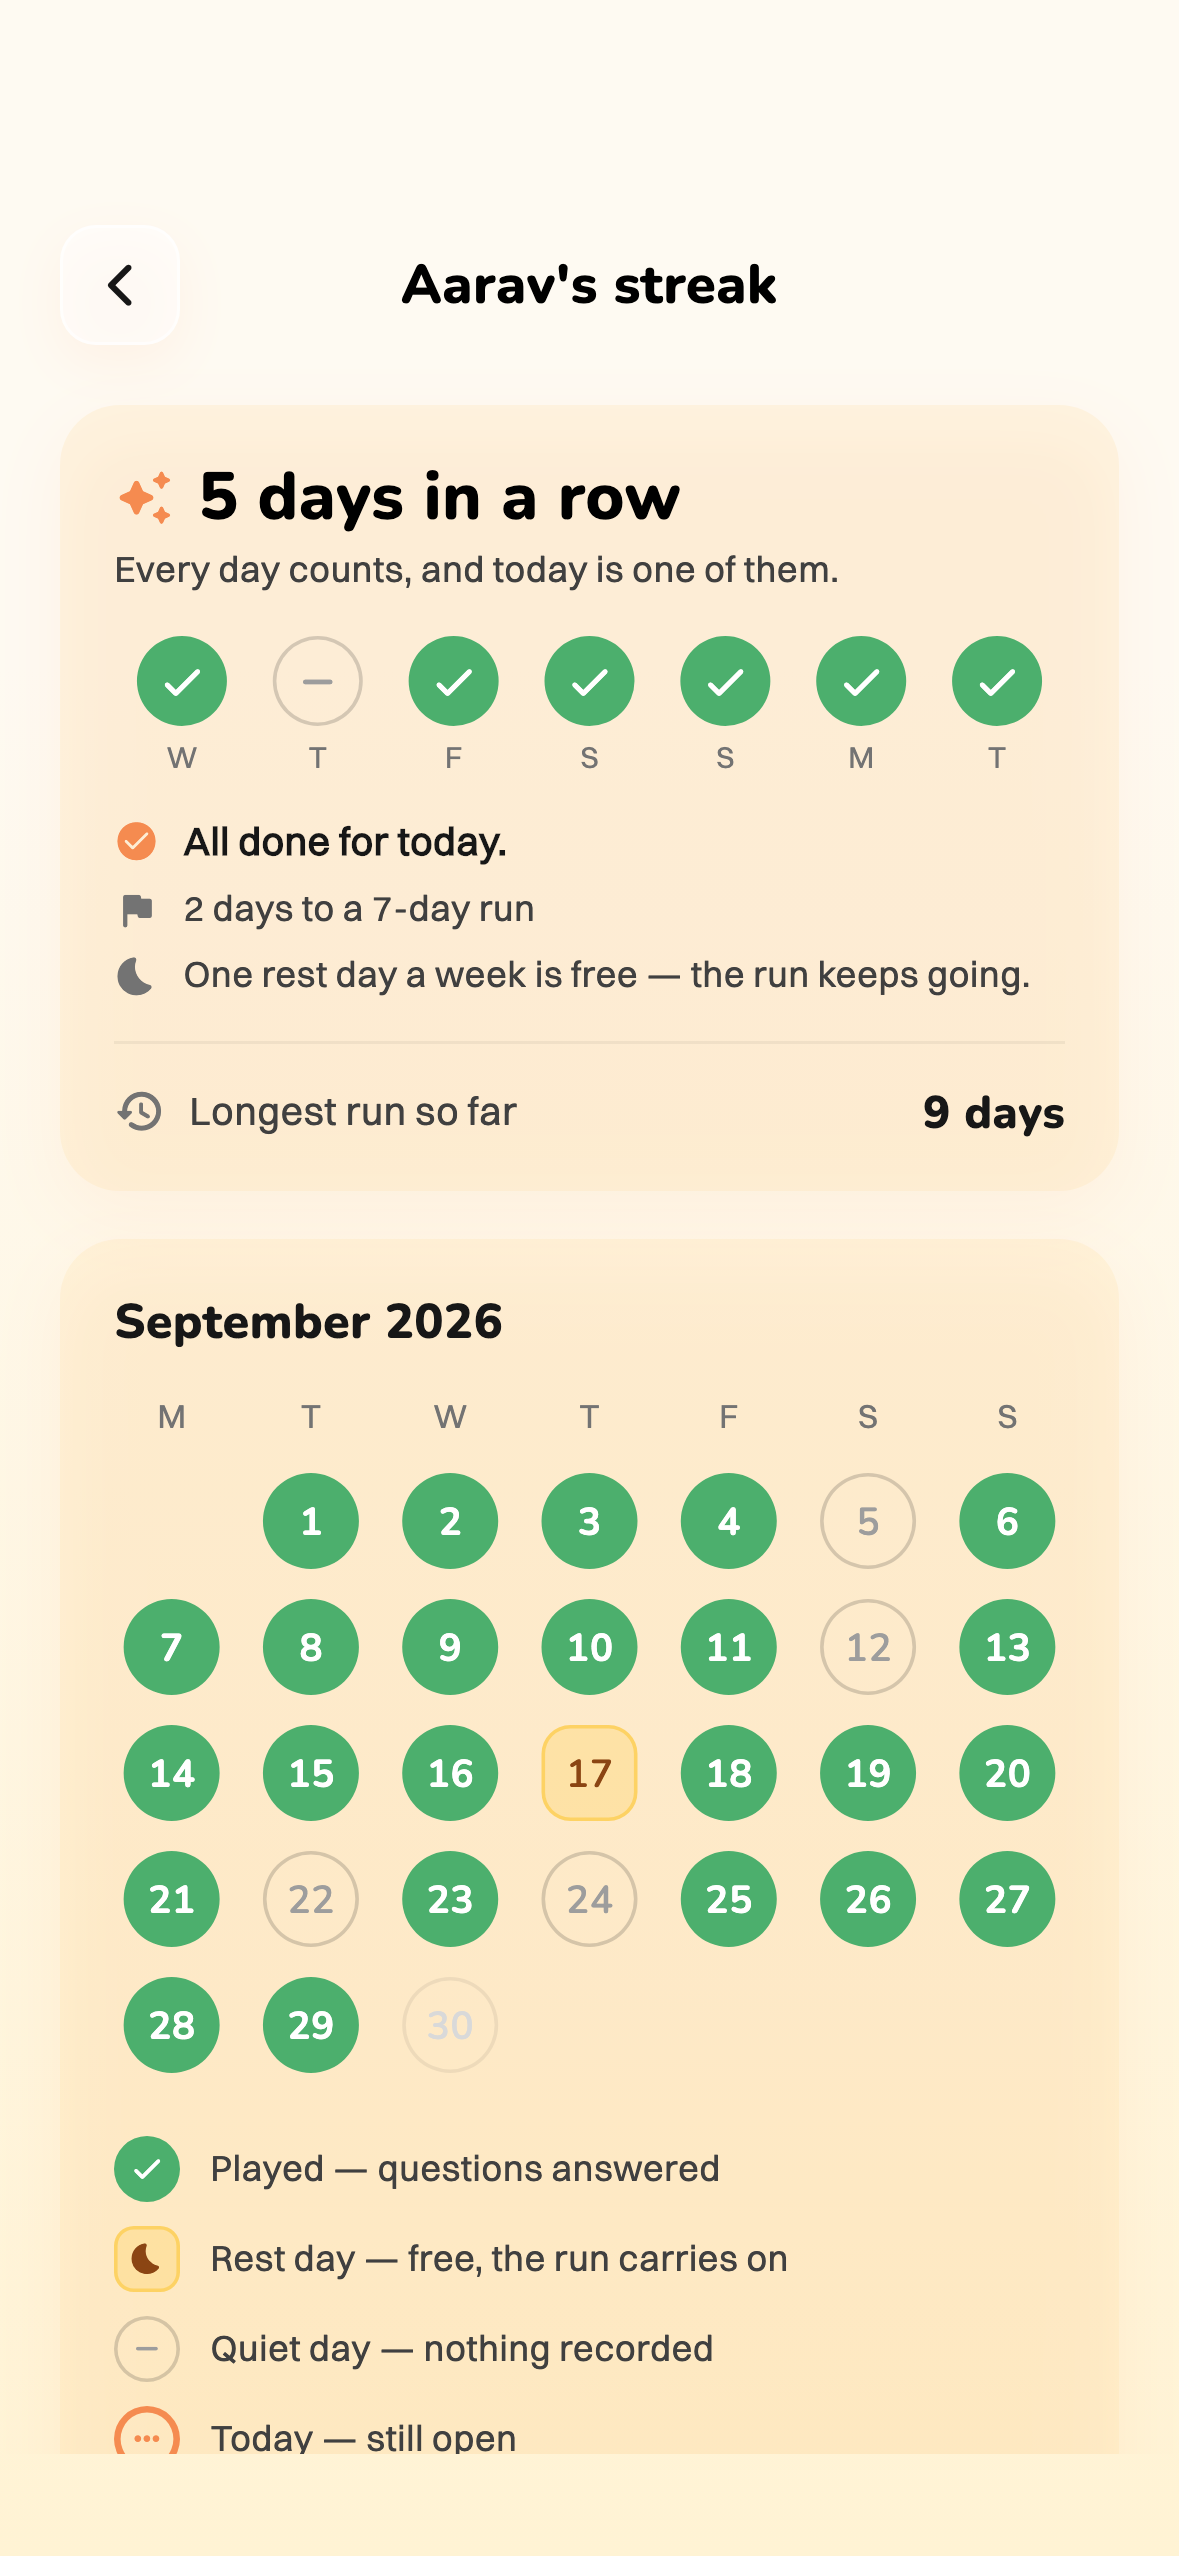 Aarav's streak
5 days in a row
Every day counts, and today is one of them.
W T F S S M T
All done for today.
2 days to a 7-day run
One rest day a week is free — the run keeps going.
Longest run so far 9 days
September 2026
M T W T F S S
1 2 3 4 5 6
7 8 9 10 11 12 13
14 15 16 17 18 19 20
21 22 23 24 25 26 27
28 29 30
Played — questions answered
Rest day — free, the run carries on
Quiet day — nothing recorded
Today — still open